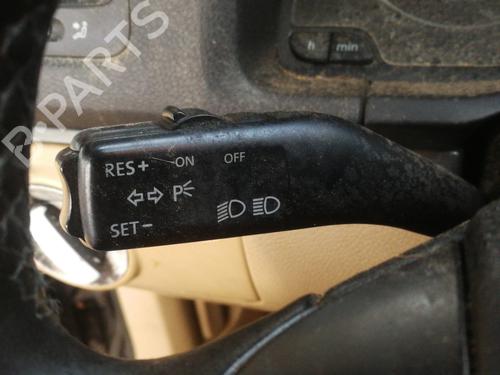 B-PARTS
h min
RES+ ON OFF
P
SET-